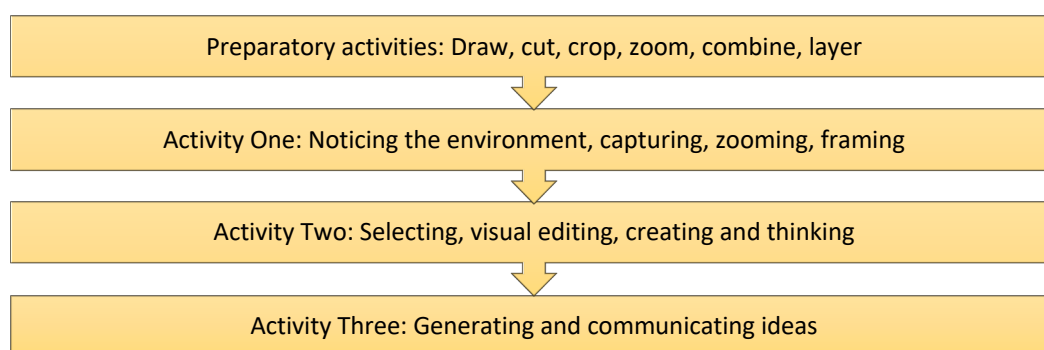 Preparatory activities: Draw, cut, crop, zoom, combine, layer
Activity One: Noticing the environment, capturing, zooming, framing
Activity Two: Selecting, visual editing, creating and thinking
Activity Three: Generating and communicating ideas